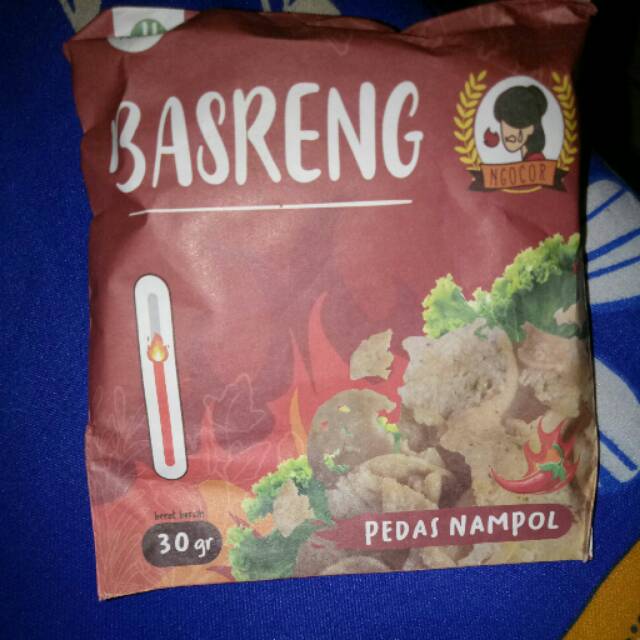 BASRENG
NGOCOR
PEDAS NAMPOL
berat bersih
30 gr